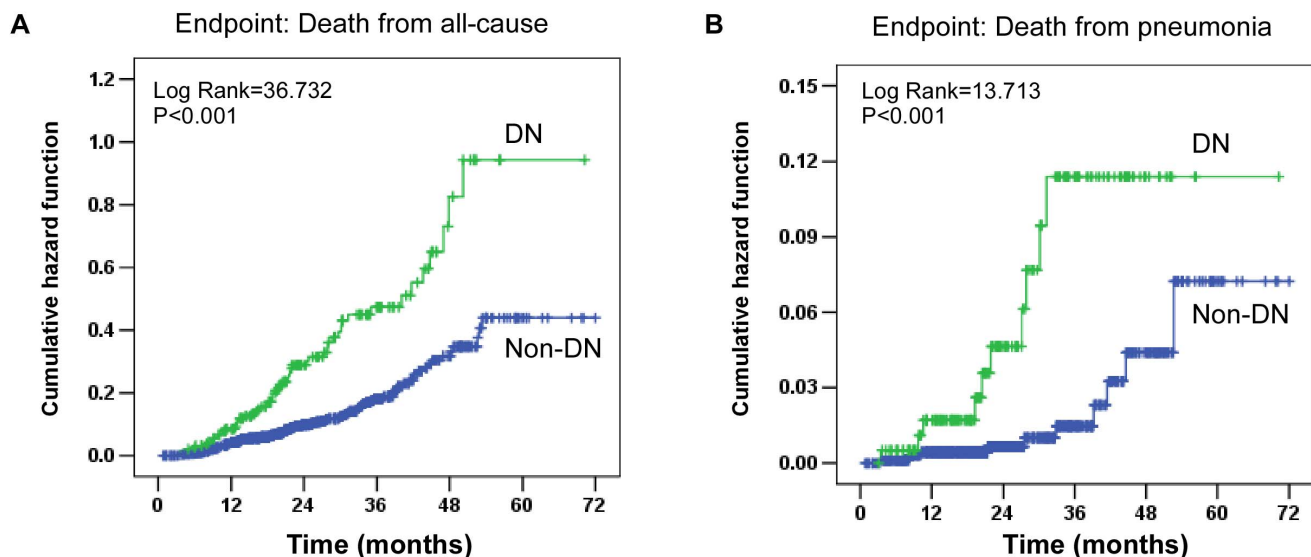 A
Endpoint: Death from all-cause
Log Rank=36.732
P<0.001
DN
Non-DN
Cumulative hazard function
1.2
1.0
0.8
0.6
0.4
0.2
0.0
0 12 24 36 48 60 72
Time (months)
B
Endpoint: Death from pneumonia
Log Rank=13.713
P<0.001
DN
Non-DN
Cumulative hazard function
0.15
0.12
0.09
0.06
0.03
0.00
0 12 24 36 48 60 72
Time (months)